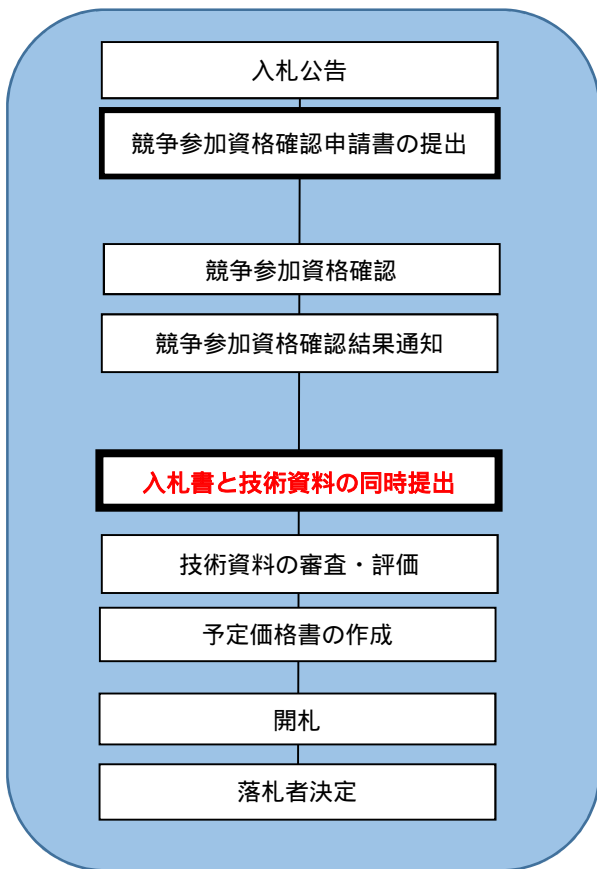 入札公告
競争参加資格確認申請書の提出
競争参加資格確認
競争参加資格確認結果通知
入札書と技術資料の同時提出
技術資料の審査・評価
予定価格書の作成
開札
落札者決定